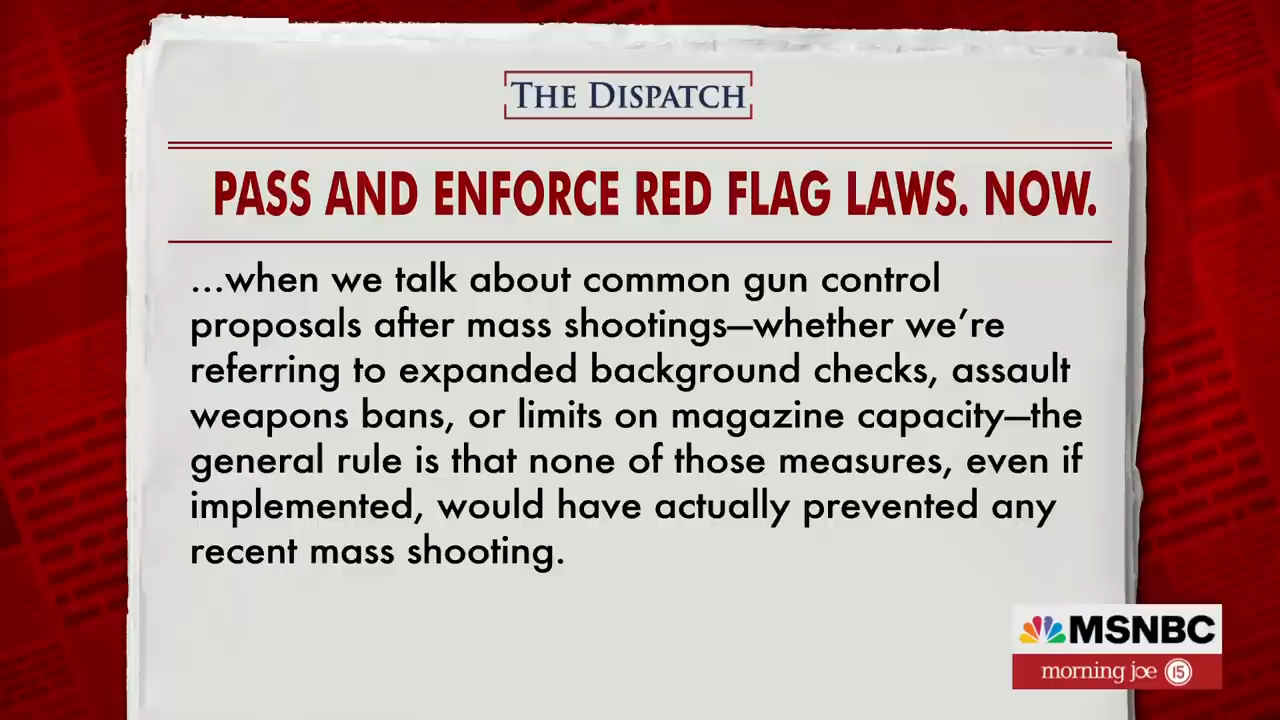 THE DISPATCH
PASS AND ENFORCE RED FLAG LAWS. NOW.
...when we talk about common gun control
proposals after mass shootings—whether we're
referring to expanded background checks, assault
weapons bans, or limits on magazine capacity—the
general rule is that none of those measures, even if
implemented, would have actually prevented any
recent mass shooting.
MSNBC
morning joe 15